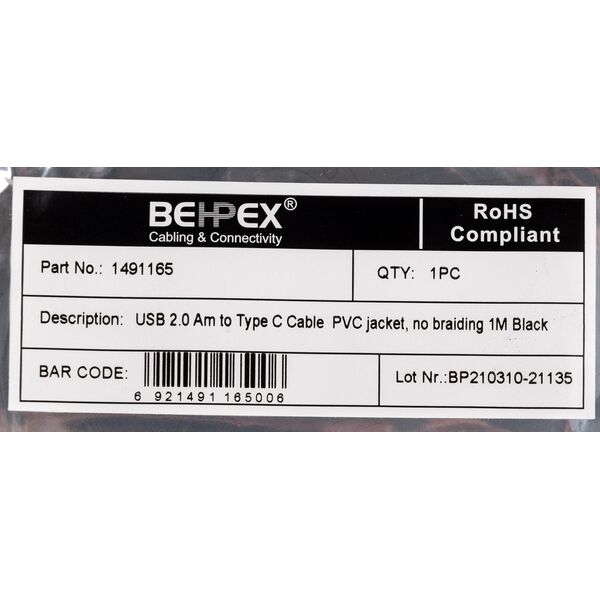 BEHPEX®
Cabling & Connectivity
RoHS
Compliant
Part No.: 1491165
QTY: 1PC
Description: USB 2.0 Am to Type C Cable PVC jacket, no braiding 1M Black
BAR CODE:
6 921491 165006
Lot Nr.:BP210310-21135